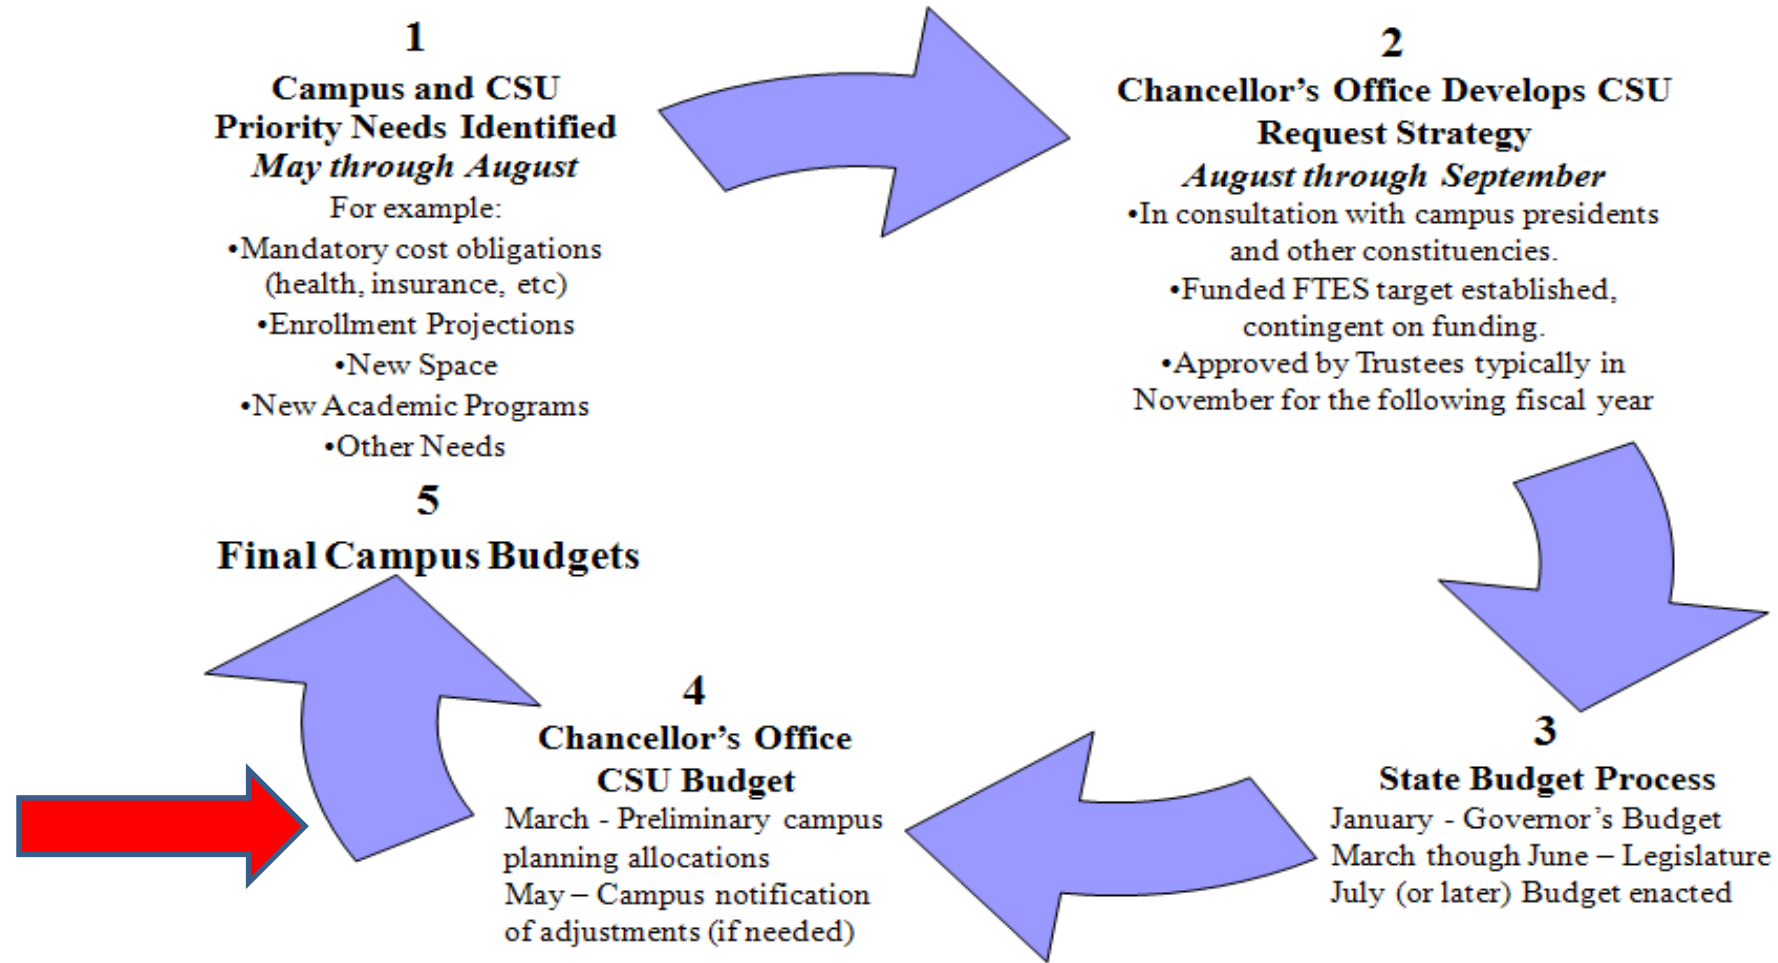 1
Campus and CSU
Priority Needs Identified
May through August
For example:
•Mandatory cost obligations
(health, insurance, etc)
•Enrollment Projections
•New Space
•New Academic Programs
•Other Needs
2
Chancellor’s Office Develops CSU
Request Strategy
August through September
•In consultation with campus presidents
and other constituencies.
•Funded FTES target established,
contingent on funding.
•Approved by Trustees typically in
November for the following fiscal year
3
State Budget Process
January - Governor’s Budget
March though June – Legislature
July (or later) Budget enacted
4
Chancellor’s Office
CSU Budget
March - Preliminary campus
planning allocations
May – Campus notification
of adjustments (if needed)
5
Final Campus Budgets